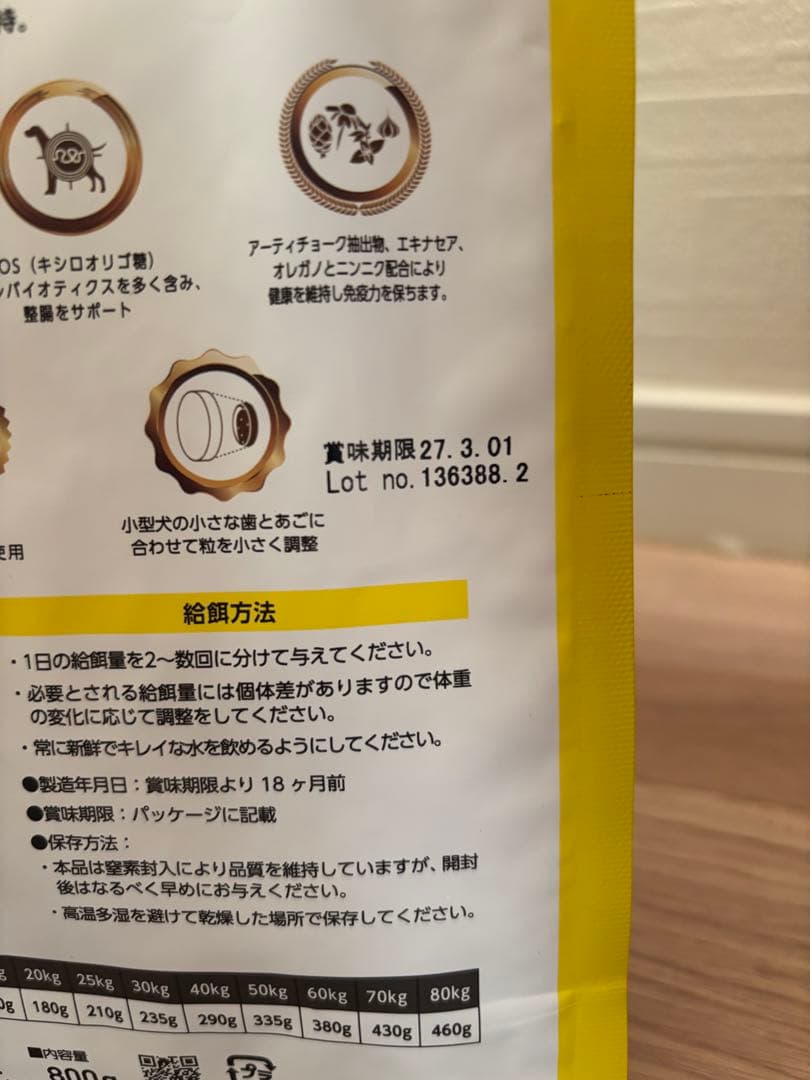 持。
OS（キシロオリゴ糖）
バイオティクスを多く含み、
整腸をサポート
アーティチョーク抽出物、エキナセア、
オレガノとニンニク配合により
健康を維持し免疫力を保ちます。
賞味期限27.3.01
Lot no.136388.2
使用
小型犬の小さな歯とあごに
合わせて粒を小さく調整
給餌方法
・1日の給餌量を2〜数回に分けて与えてください。
・必要とされる給餌量には個体差がありますので体重
の変化に応じて調整をしてください。
・常に新鮮でキレイな水を飲めるようにしてください。
●製造年月日：賞味期限より 18 ヶ月前
●賞味期限：パッケージに記載
●保存方法：
・本品は窒素封入により品質を維持していますが、開封
後はなるべく早めにお与えください。
・高温多湿を避けて乾燥した場所で保存してください。
g 20kg 25kg 30kg 40kg 50kg 60kg 70kg 80kg
0g 180g 210g 235g 290g 335g 380g 430g 460g
■内容量
800g
プラ